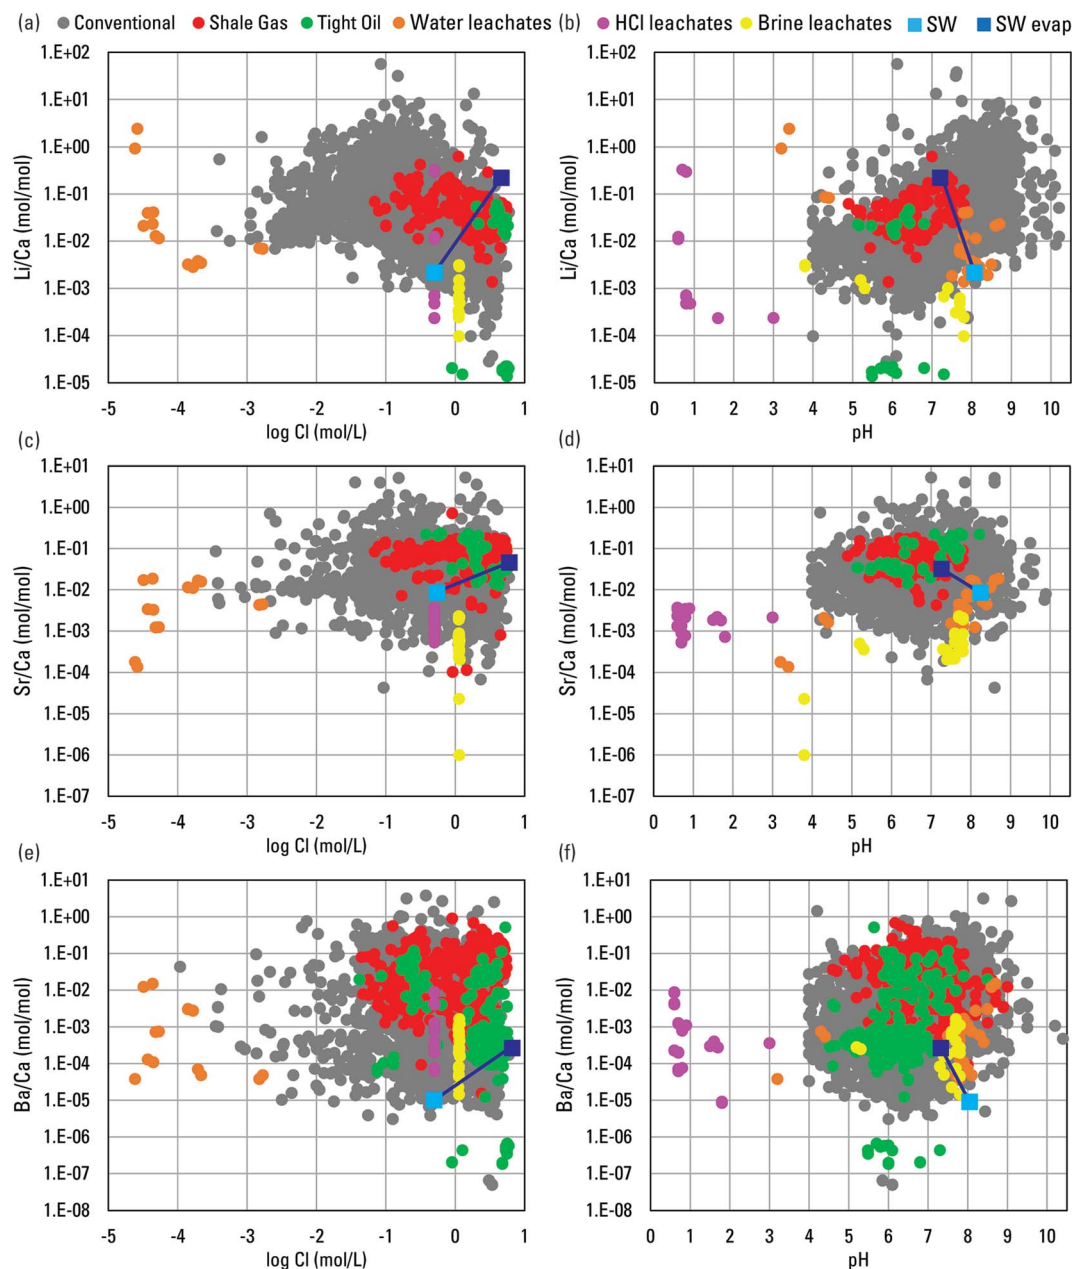 (a) Conventional Shale Gas Tight Oil Water leachates (b) HCl leachates Brine leachates SW SW evap
1.E+02
1.E+01
1.E+00
1.E-01
1.E-02
1.E-03
1.E-04
1.E-05
Li/Ca (mol/mol)
-5 -4 -3 -2 -1 0 1
log Cl (mol/L)
1.E+02
1.E+01
1.E+00
1.E-01
1.E-02
1.E-03
1.E-04
1.E-05
Li/Ca (mol/mol)
0 1 2 3 4 5 6 7 8 9 10
pH
(c)
1.E+01
1.E+00
1.E-01
1.E-02
1.E-03
1.E-04
1.E-05
1.E-06
1.E-07
Sr/Ca (mol/mol)
-5 -4 -3 -2 -1 0 1
log Cl (mol/L)
(d)
1.E+01
1.E+00
1.E-01
1.E-02
1.E-03
1.E-04
1.E-05
1.E-06
1.E-07
Sr/Ca (mol/mol)
0 1 2 3 4 5 6 7 8 9 10
pH
(e)
1.E+01
1.E+00
1.E-01
1.E-02
1.E-03
1.E-04
1.E-05
1.E-06
1.E-07
1.E-08
Ba/Ca (mol/mol)
-5 -4 -3 -2 -1 0 1
log Cl (mol/L)
(f)
1.E+01
1.E+00
1.E-01
1.E-02
1.E-03
1.E-04
1.E-05
1.E-06
1.E-07
1.E-08
Ba/Ca (mol/mol)
0 1 2 3 4 5 6 7 8 9 10
pH